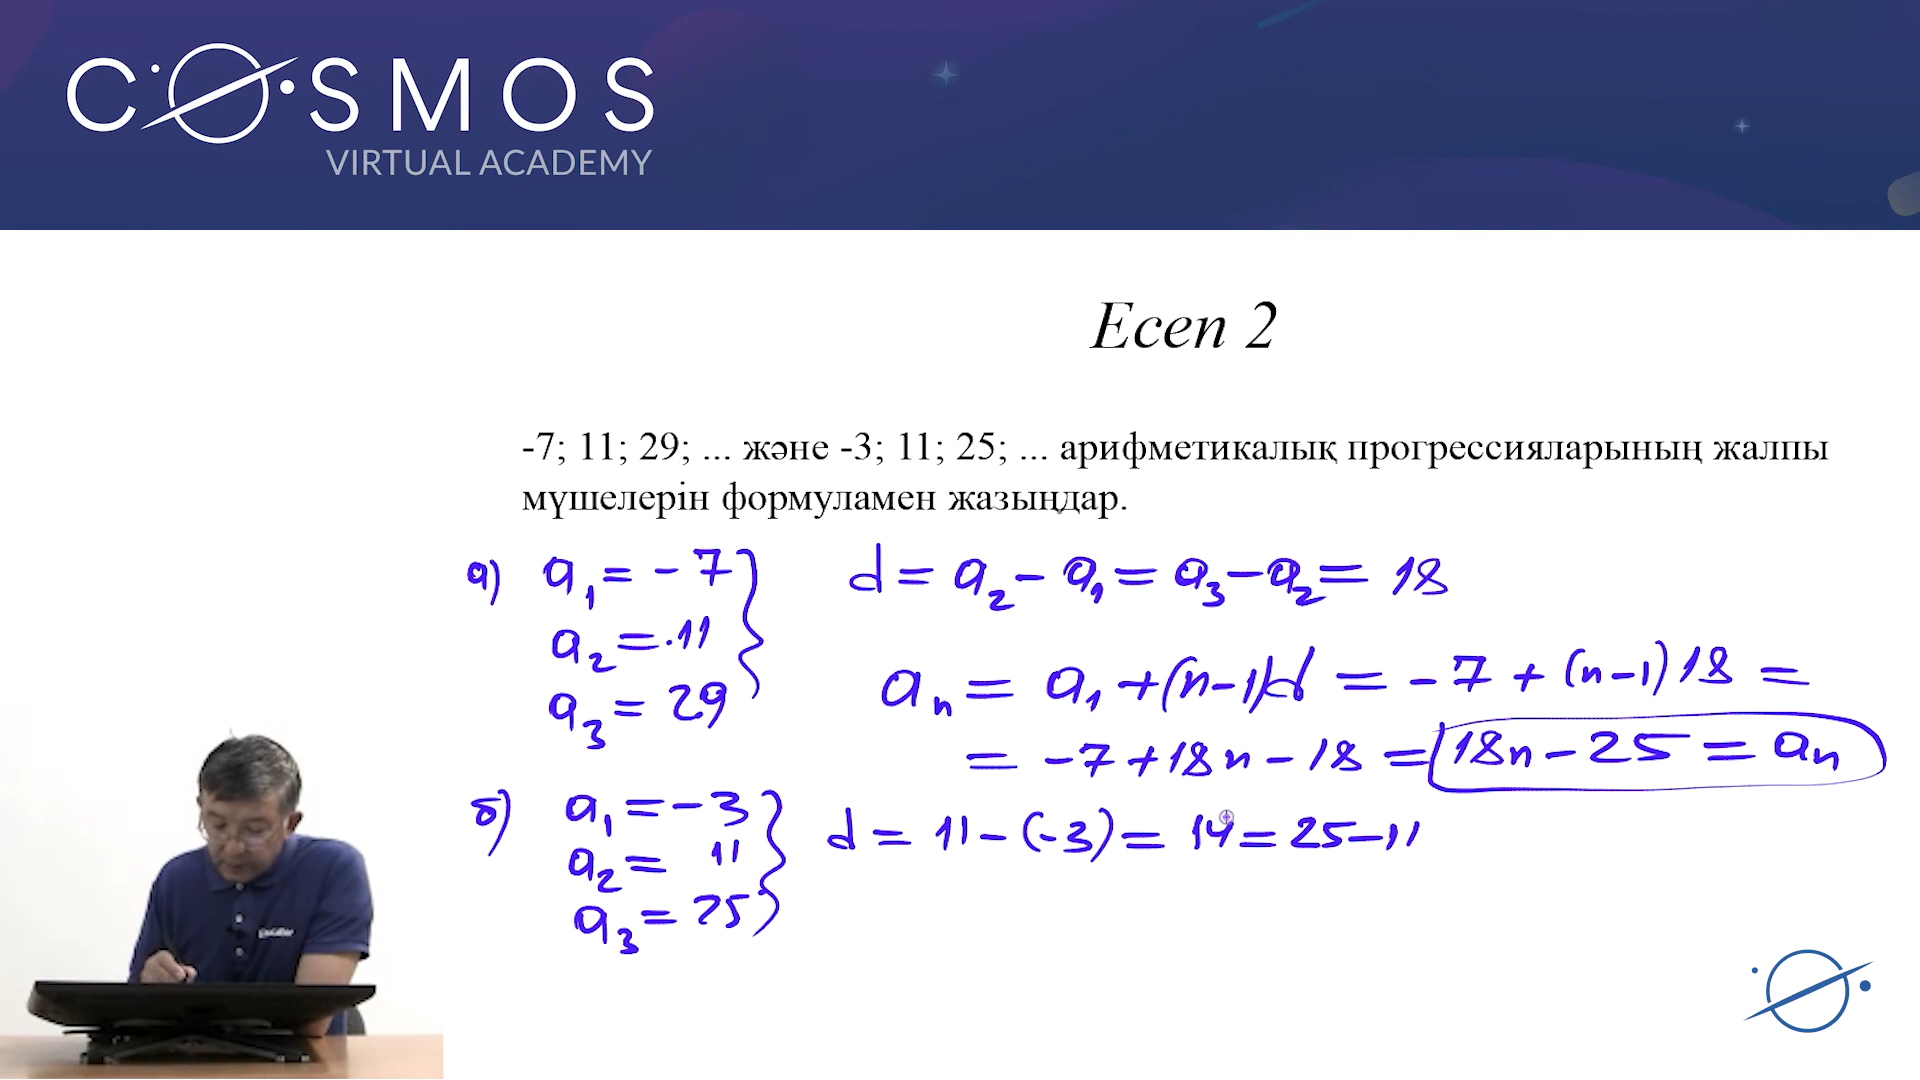 COSMOS
VIRTUAL ACADEMY
Есеп 2
-7; 11; 29; ... және -3; 11; 25; ... арифметикалық прогрессияларының жалпы
мүшелерін формуламен жазыңдар.
а) a₁ = -7
a₂ = 11
a₃ = 29
d = a₂ - a₁ = a₃ - a₂ = 18
aₙ = a₁ + (n-1)d = -7 + (n-1)18 =
= -7 + 18n - 18 = 18n - 25 = aₙ
б) a₁ = -3
a₂ = 11
a₃ = 25
d = 11 - (-3) = 14 = 25 - 11